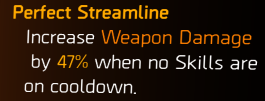 Perfect Streamline
Increase Weapon Damage
by 47% when no Skills are
on cooldown.